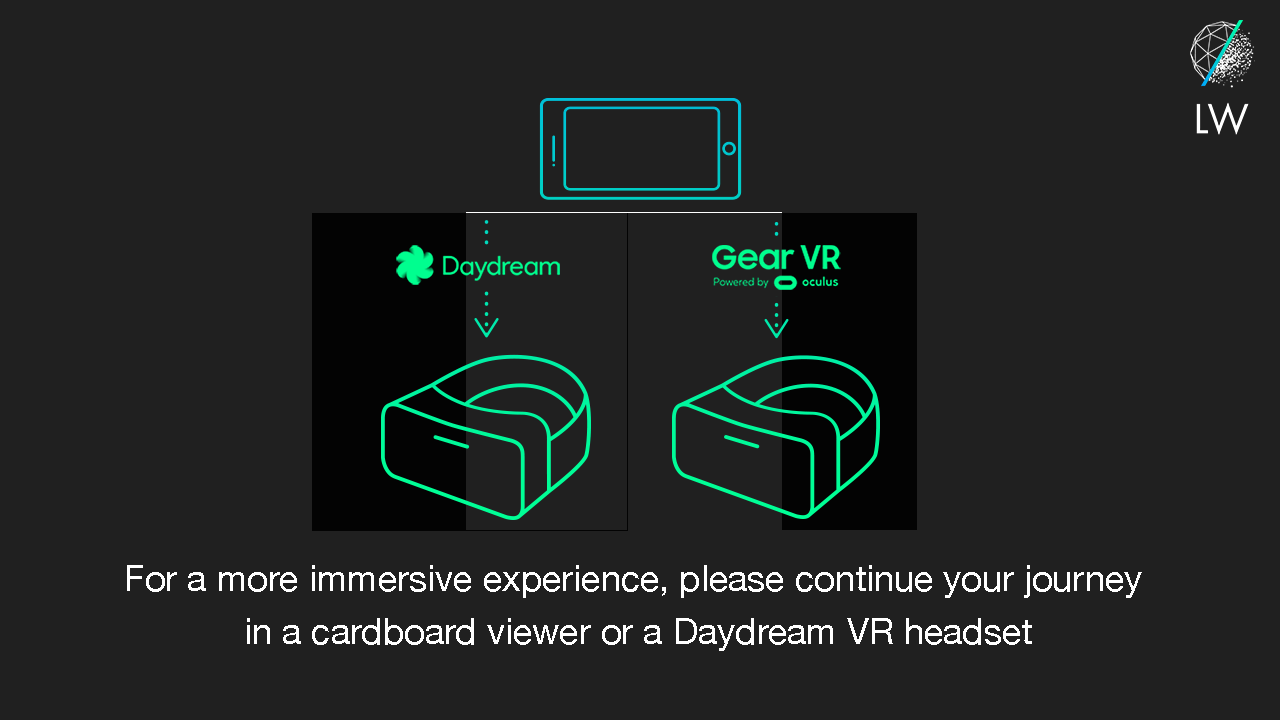 LW
Daydream
Gear VR
Powered by oculus
For a more immersive experience, please continue your journey
in a cardboard viewer or a Daydream VR headset